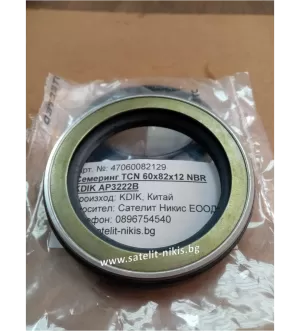 Арт. №: 47060082129
Семеринг TCN 60x82x12 NBR
KDIK AP3222B
Произход: KDIK, Китай
Вносител: Сателит Никис ЕООД
Телефон: 0896754540
satelit-nikis.bg
www.satelit-nikis.bg